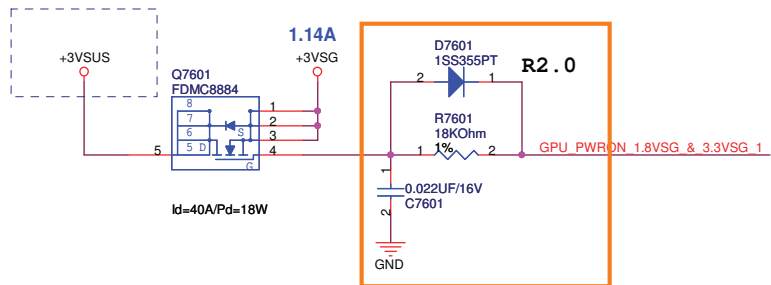 1.14A
+3VSUS
+3VSG
D7601
1SS355PT
R2.0
Q7601
FDMC8884
2
1
8
7
6
5 D
S
G
1
2
3
4
5
R7601
18KOhm
1%
1
2
GPU_PWRON_1.8VSG_&_3.3VSG_1
1
0.022UF/16V
C7601
2
Id=40A/Pd=18W
GND